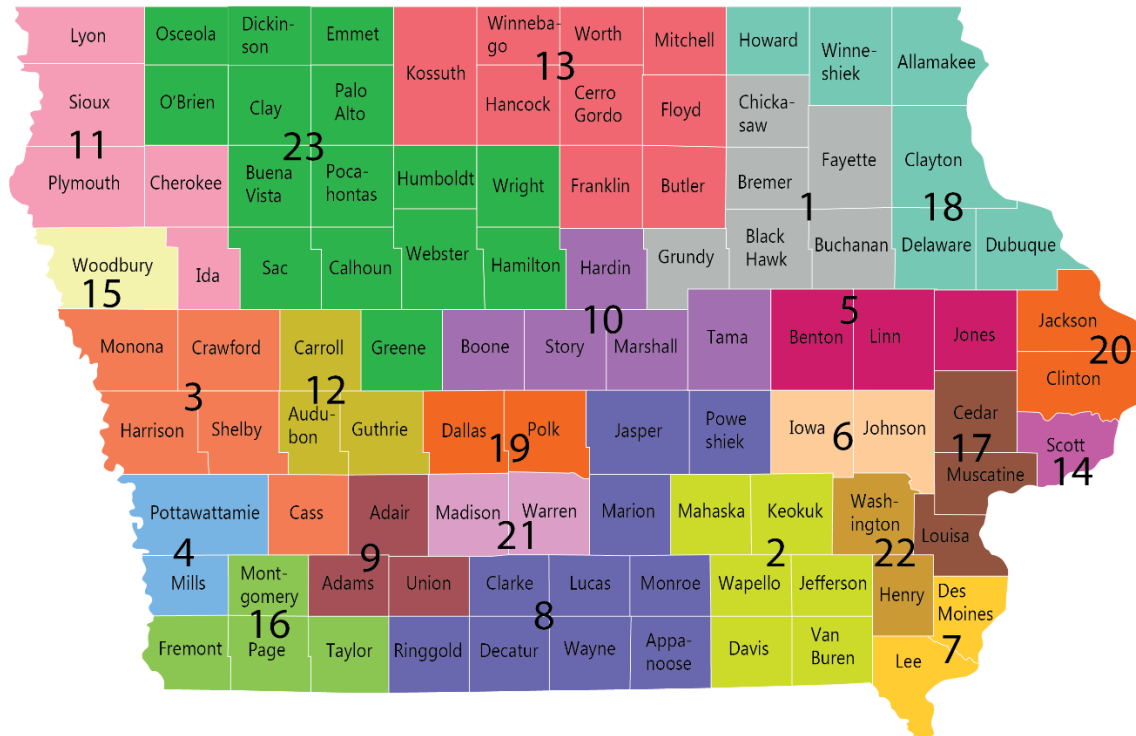 Lyon
Osceola
Dickin-
son
Emmet
Kossuth
Winneba-
go
Worth
Mitchell
Howard
Winne-
shiek
Allamakee
13
Sioux
O'Brien
Clay
Palo
Alto
Hancock
Cerro
Gordo
Floyd
Chicka-
saw
11
23
Fayette
Clayton
Plymouth
Cherokee
Buena
Vista
Poca-
hontas
Humboldt
Wright
Franklin
Butler
Bremer
1
18
Woodbury
15
Ida
Sac
Calhoun
Webster
Hamilton
Hardin
Grundy
Black
Hawk
Buchanan
Delaware
Dubuque
10
5
Monona
Crawford
Carroll
Greene
Boone
Story
Marshall
Tama
Benton
Linn
Jones
Jackson
20
Clinton
3
12
Harrison
Shelby
Audu-
bon
Guthrie
Dallas
Polk
19
Jasper
Powe
shiek
Iowa
6
Johnson
Cedar
17
Scott
14
Muscatine
Pottawattamie
Cass
Adair
Madison
Warren
21
Marion
Mahaska
Keokuk
Wash-
ington
Louisa
4
9
2
22
Mills
Mont-
gomery
Adams
Union
Clarke
Lucas
Monroe
Wapello
Jefferson
Henry
Des
Moines
16
8
7
Fremont
Page
Taylor
Ringgold
Decatur
Wayne
Appa-
noose
Davis
Van
Buren
Lee